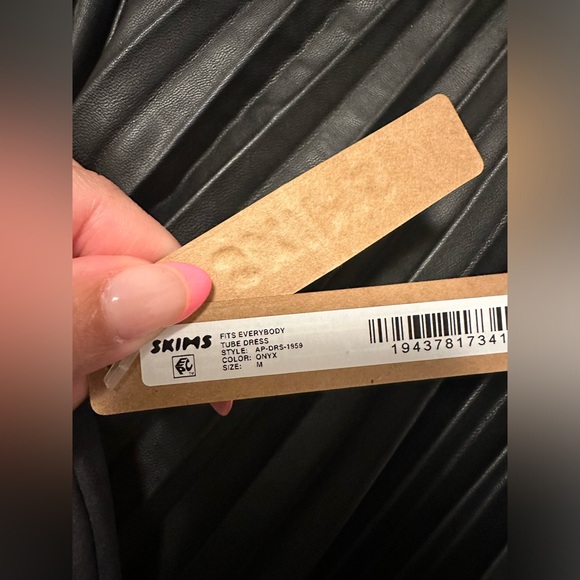 SKIMS
FITS EVERYBODY
TUBE DRESS
STYLE: AP-DRS-1959
COLOR: ONYX
SIZE: M
19437817341